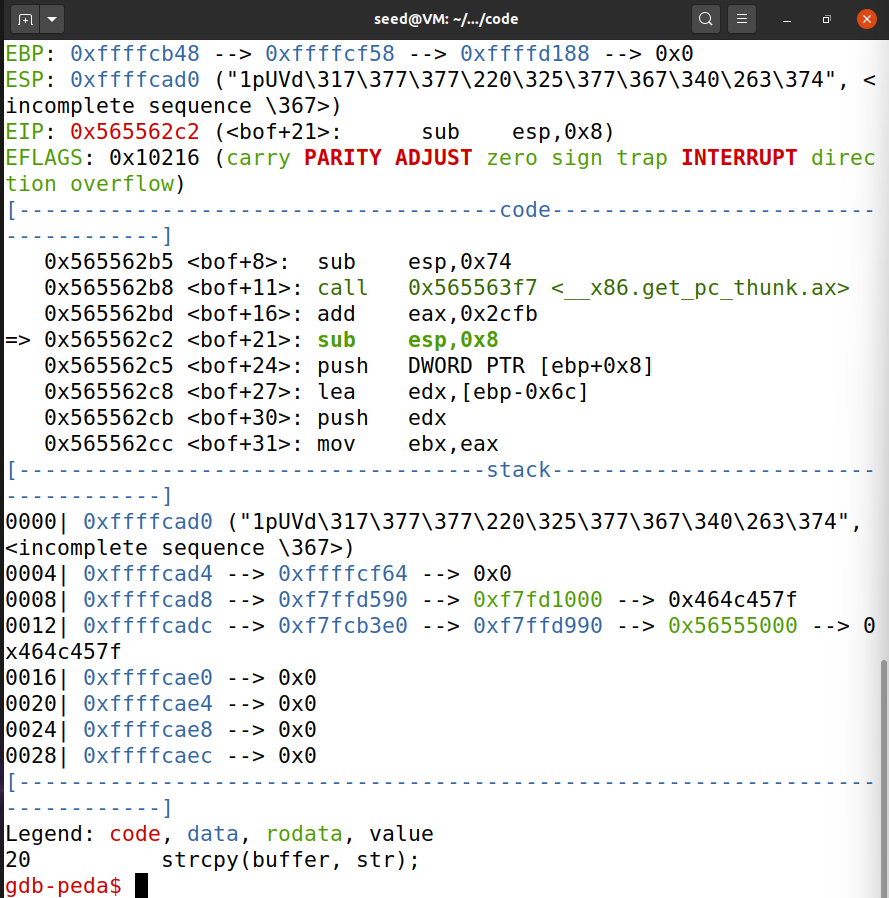 seed@VM: ~/.../code
EBP: 0xffffcb48 --> 0xffffcf58 --> 0xffffd188 --> 0x0
ESP: 0xffffcad0 ("1pUVd\317\377\377\220\325\377\367\340\263\374", <
incomplete sequence \367>)
EIP: 0x565562c2 (<bof+21>:      sub    esp,0x8)
EFLAGS: 0x10216 (carry PARITY ADJUST zero sign trap INTERRUPT direc
tion overflow)
[-------------------------------------code-------------------------
------------]
   0x565562b5 <bof+8>:  sub    esp,0x74
   0x565562b8 <bof+11>: call   0x565563f7 <__x86.get_pc_thunk.ax>
   0x565562bd <bof+16>: add    eax,0x2cfb
=> 0x565562c2 <bof+21>: sub    esp,0x8
   0x565562c5 <bof+24>: push   DWORD PTR [ebp+0x8]
   0x565562c8 <bof+27>: lea    edx,[ebp-0x6c]
   0x565562cb <bof+30>: push   edx
   0x565562cc <bof+31>: mov    ebx,eax
[------------------------------------stack-------------------------
------------]
0000| 0xffffcad0 ("1pUVd\317\377\377\220\325\377\367\340\263\374", 
<incomplete sequence \367>)
0004| 0xffffcad4 --> 0xffffcf64 --> 0x0
0008| 0xffffcad8 --> 0xf7ffd590 --> 0xf7fd1000 --> 0x464c457f
0012| 0xffffcadc --> 0xf7fcb3e0 --> 0xf7ffd990 --> 0x56555000 --> 0
x464c457f
0016| 0xffffcae0 --> 0x0
0020| 0xffffcae4 --> 0x0
0024| 0xffffcae8 --> 0x0
0028| 0xffffcaec --> 0x0
[------------------------------------------------------------------
------------]
Legend: code, data, rodata, value
20          strcpy(buffer, str);
gdb-peda$